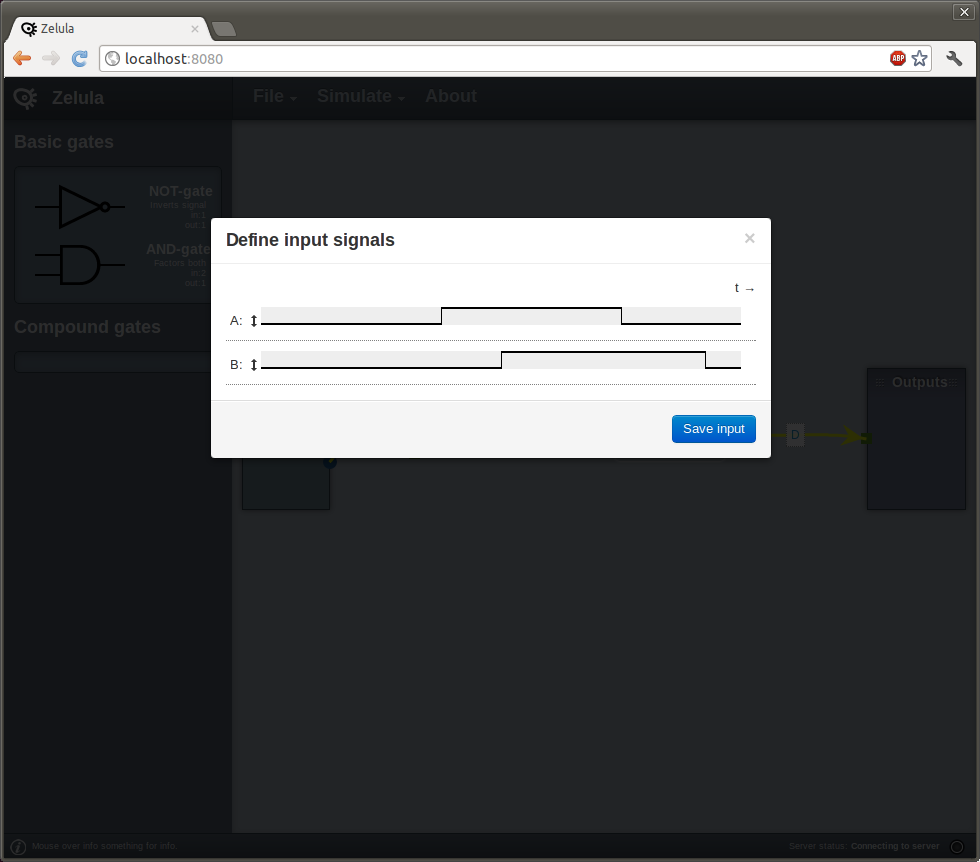 Zelula
localhost:8080
ABP
Zelula
File
Simulate
About
Basic gates
NOT-gate
Inverts signal
in:1
out:1
AND-gate
Factors both
in:2
out:1
Compound gates
Define input signals
×
t →
A:
B:
Save input
D
Outputs
Mouse over info something for info.
Server status: Connecting to server